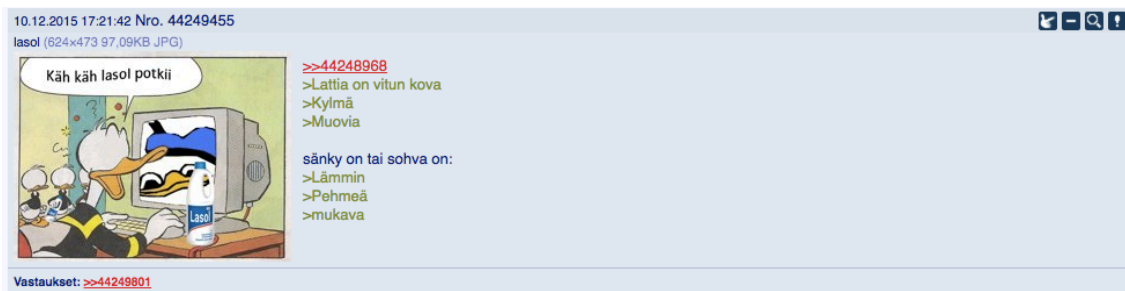 10.12.2015 17:21:42 Nro. 44249455
lasol (624×473 97,09KB JPG)
Käh käh lasol potkii
Lasol
>>44248968
>Lattia on vitun kova
>Kylmä
>Muovia
sänky on tai sohva on:
>Lämmin
>Pehmeä
>mukava
Vastaukset: >>44249801